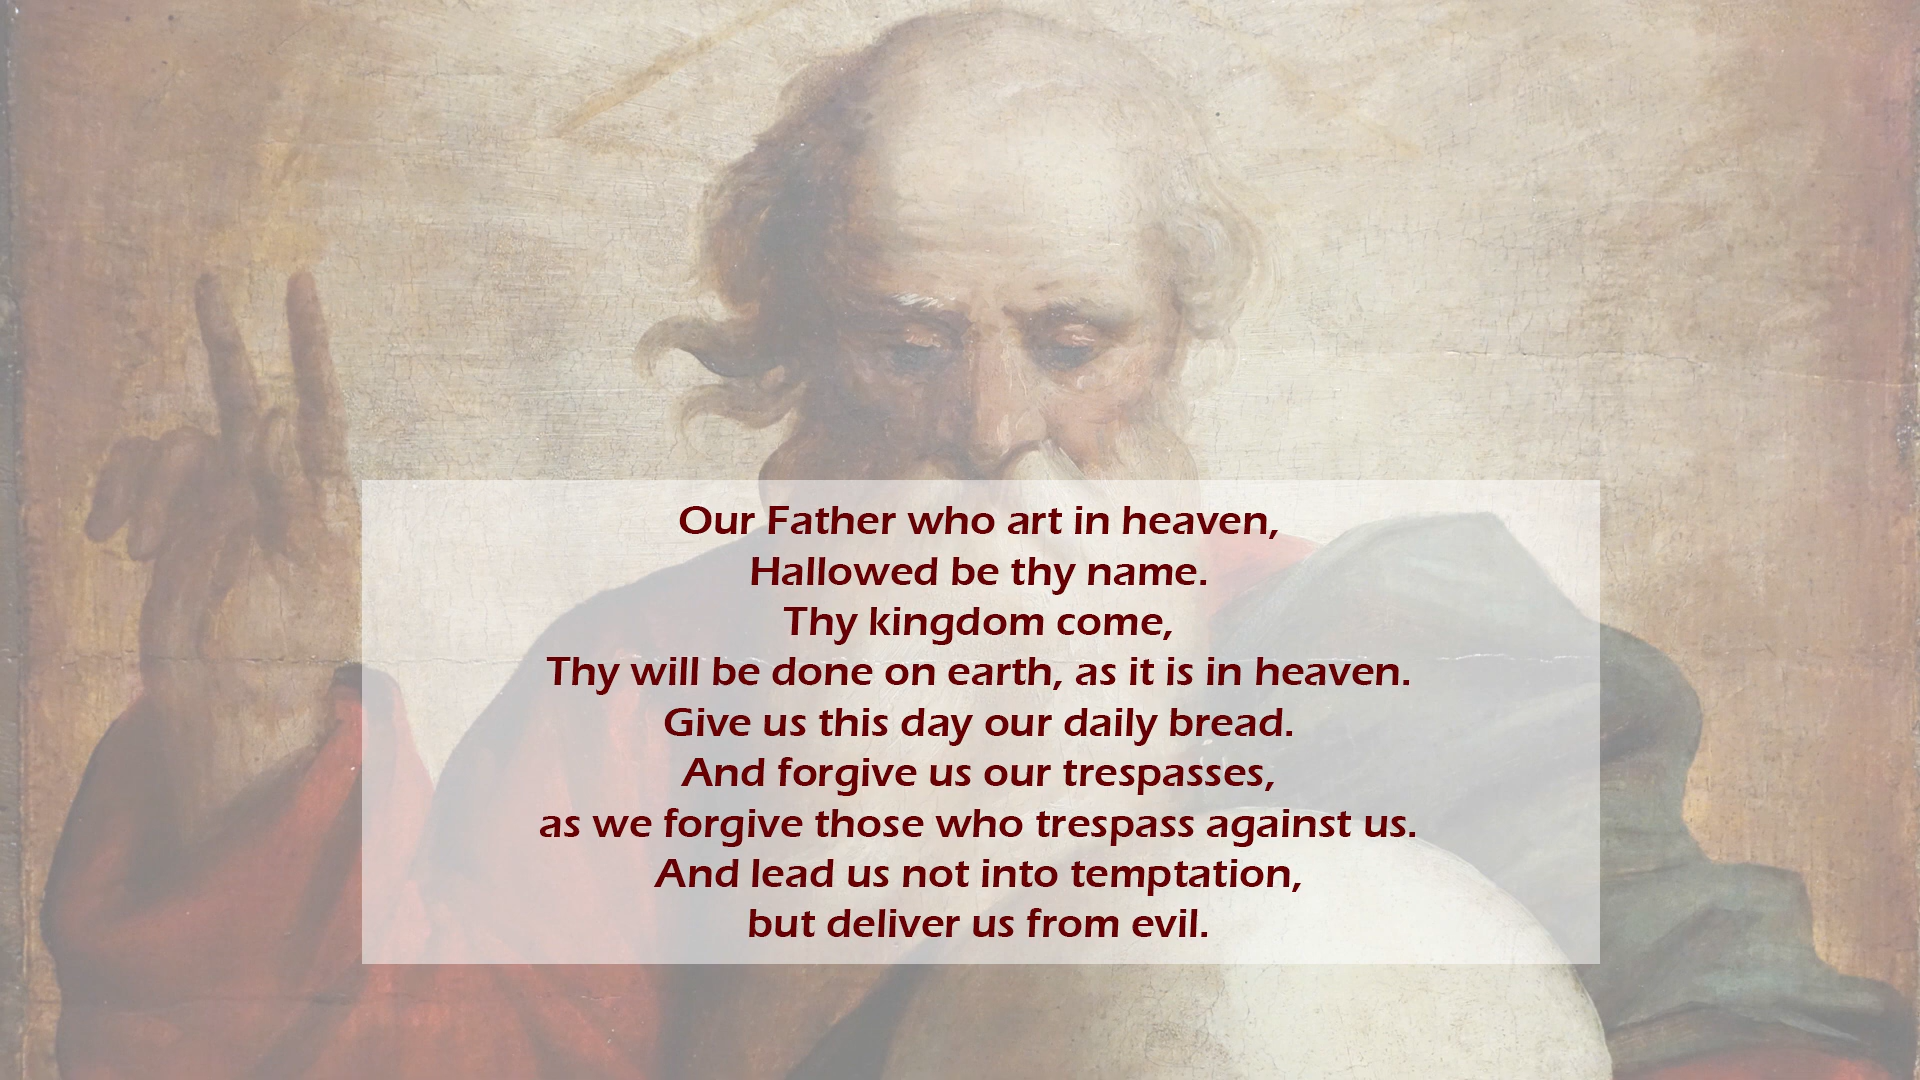 Our Father who art in heaven,
Hallowed be thy name.
Thy kingdom come,
Thy will be done on earth, as it is in heaven.
Give us this day our daily bread.
And forgive us our trespasses,
as we forgive those who trespass against us.
And lead us not into temptation,
but deliver us from evil.